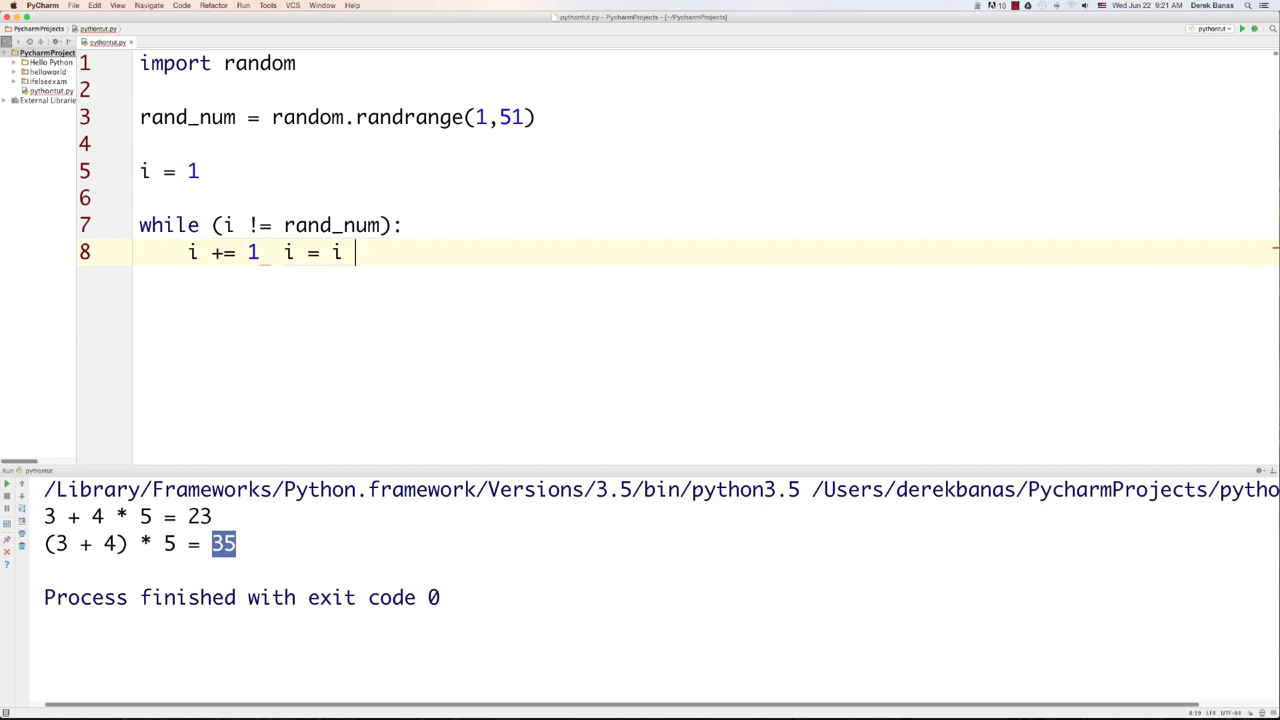 PyCharm File Edit View Navigate Code Refactor Run Tools VCS Window Help 10 Wed Jun 22 9:21 AM Derek Banas
pythontut.py - PycharmProjects - [~/PycharmProjects]
PycharmProjects pythontut.py pythontut
pythontut.py
PycharmProject
Hello Python
helloworld
ifelseexam
pythontut.py
External Librarie
1 import random
2
3 rand_num = random.randrange(1,51)
4
5 i = 1
6
7 while (i != rand_num):
8 i += 1 i = i
Run pythontut
/Library/Frameworks/Python.framework/Versions/3.5/bin/python3.5 /Users/derekbanas/PycharmProjects/pytho
3 + 4 * 5 = 23
(3 + 4) * 5 = 35
Process finished with exit code 0
8:19 LF UTF-8